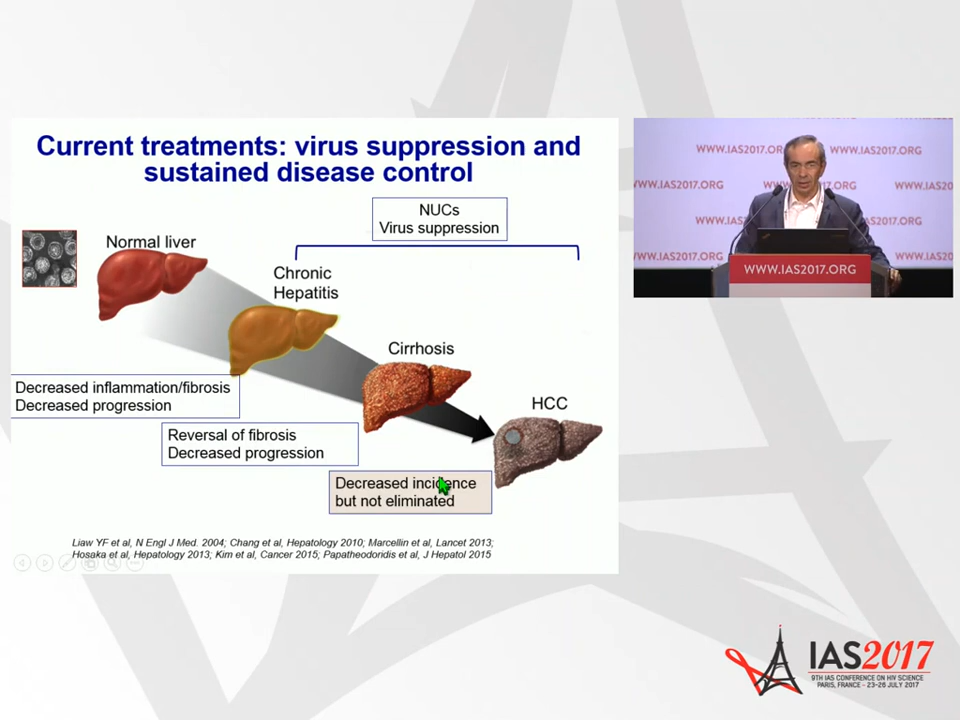 Current treatments: virus suppression and
sustained disease control
NUCs
Virus suppression
Normal liver
Chronic
Hepatitis
Cirrhosis
HCC
Decreased inflammation/fibrosis
Decreased progression
Reversal of fibrosis
Decreased progression
Decreased incidence
but not eliminated
Liaw YF et al, N Engl J Med. 2004; Chang et al, Hepatology 2010; Marcellin et al, Lancet 2013;
Hosaka et al, Hepatology 2013; Kim et al, Cancer 2015; Papatheodoridis et al, J Hepatol 2015
WWW.IAS2017.OR
WWW.IAS2017.ORG
WWW.IAS2017.ORG
WWW.IAS2017.ORG
IAS2017
9TH IAS CONFERENCE ON HIV SCIENCE
PARIS, FRANCE - 23-26 JULY 2017